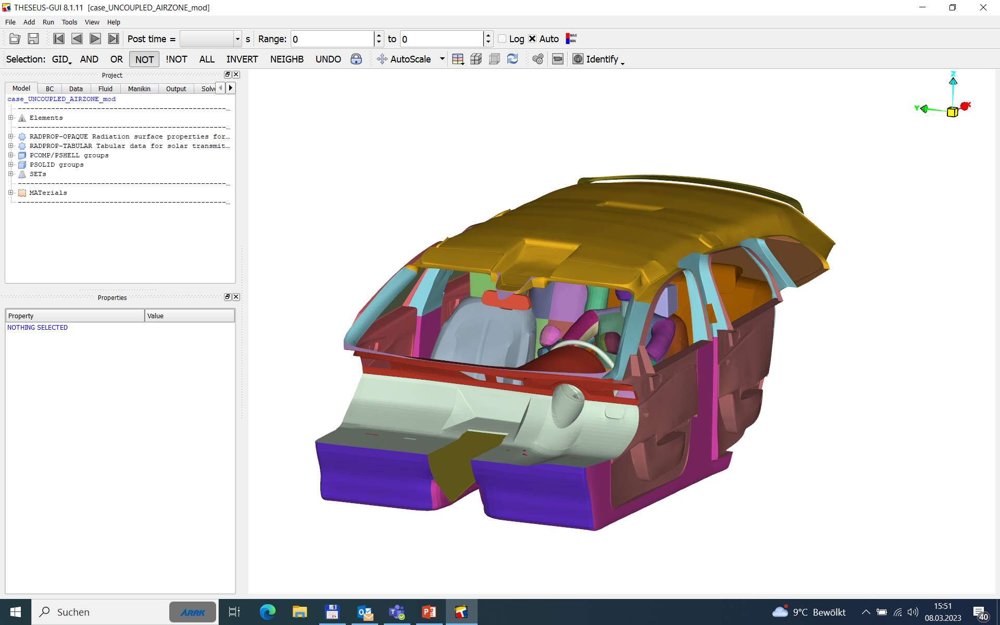 THESEUS-GUI 8.1.11  [case_UNCOUPLED_AIRZONE_mod]
File Add Run Tools View Help
Post time = s Range: 0 to 0 Log Auto MAX MIN
Selection: GID AND OR NOT !NOT ALL INVERT NEIGHB UNDO AutoScale Identify
Project
Model BC Data Fluid Manikin Output Solv
case_UNCOUPLED_AIRZONE_mod
Elements
RADPROP-OPAQUE Radiation surface properties for...
RADPROP-TABULAR Tabular data for solar transmit...
PCOMP/PSHELL groups
PSOLID groups
SETs
MATerials
Properties
Property Value
NOTHING SELECTED
Z
Y X
Suchen ARRK 9°C Bewölkt 15:51
08.03.2023 40